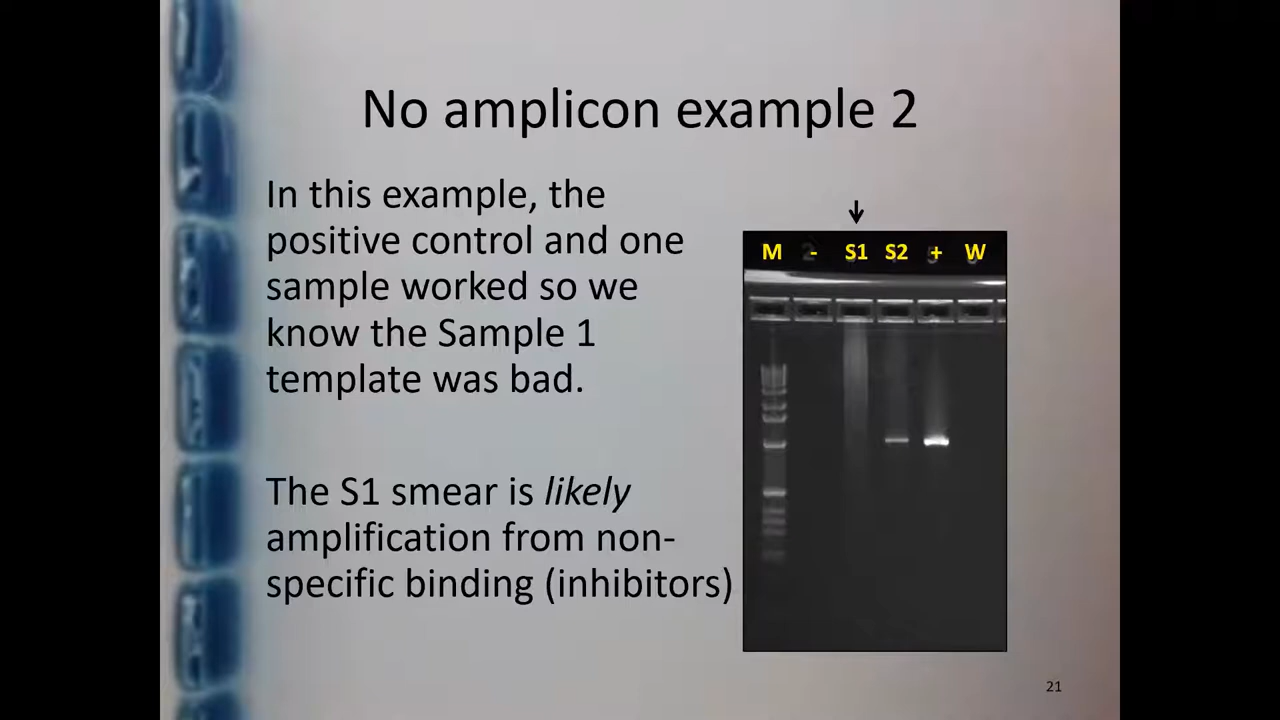 No amplicon example 2
In this example, the
positive control and one
sample worked so we
know the Sample 1
template was bad.
The S1 smear is likely
amplification from non-
specific binding (inhibitors)
M - S1 S2 + W
21